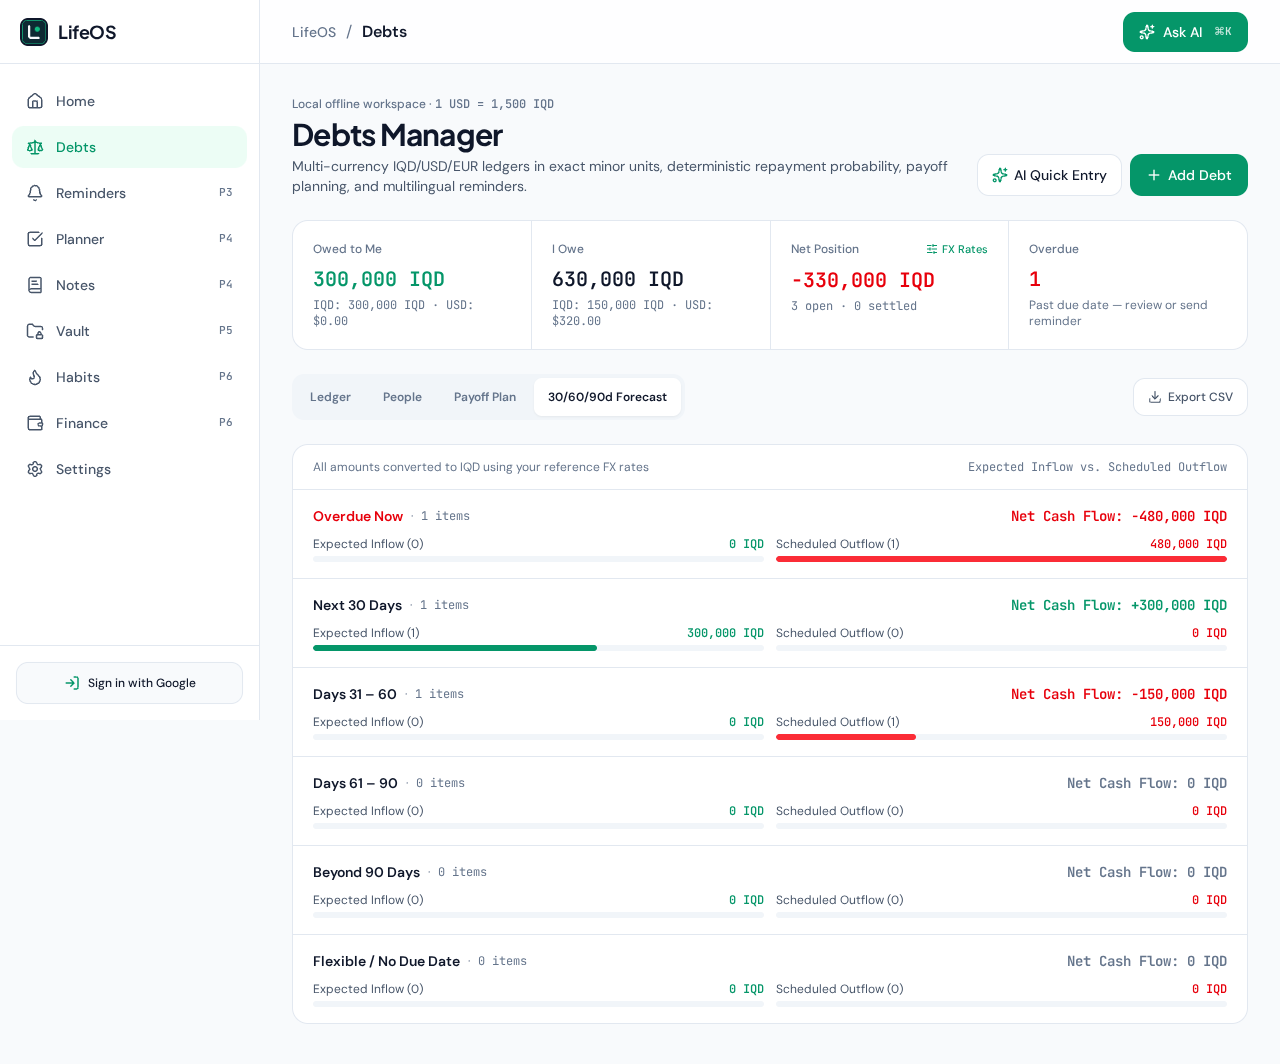 LifeOS
LifeOS / Debts
Ask AI ⌘K
Home
Debts
Reminders P3
Planner P4
Notes P4
Vault P5
Habits P6
Finance P6
Settings
Sign in with Google
Local offline workspace · 1 USD = 1,500 IQD
Debts Manager
Multi-currency IQD/USD/EUR ledgers in exact minor units, deterministic repayment probability, payoff
planning, and multilingual reminders.
AI Quick Entry
Add Debt
Owed to Me
300,000 IQD
IQD: 300,000 IQD · USD:
$0.00
I Owe
630,000 IQD
IQD: 150,000 IQD · USD:
$320.00
Net Position FX Rates
-330,000 IQD
3 open · 0 settled
Overdue
1
Past due date — review or send
reminder
Ledger People Payoff Plan 30/60/90d Forecast
Export CSV
All amounts converted to IQD using your reference FX rates Expected Inflow vs. Scheduled Outflow
Overdue Now · 1 items Net Cash Flow: -480,000 IQD
Expected Inflow (0) 0 IQD Scheduled Outflow (1) 480,000 IQD
Next 30 Days · 1 items Net Cash Flow: +300,000 IQD
Expected Inflow (1) 300,000 IQD Scheduled Outflow (0) 0 IQD
Days 31 – 60 · 1 items Net Cash Flow: -150,000 IQD
Expected Inflow (0) 0 IQD Scheduled Outflow (1) 150,000 IQD
Days 61 – 90 · 0 items Net Cash Flow: 0 IQD
Expected Inflow (0) 0 IQD Scheduled Outflow (0) 0 IQD
Beyond 90 Days · 0 items Net Cash Flow: 0 IQD
Expected Inflow (0) 0 IQD Scheduled Outflow (0) 0 IQD
Flexible / No Due Date · 0 items Net Cash Flow: 0 IQD
Expected Inflow (0) 0 IQD Scheduled Outflow (0) 0 IQD